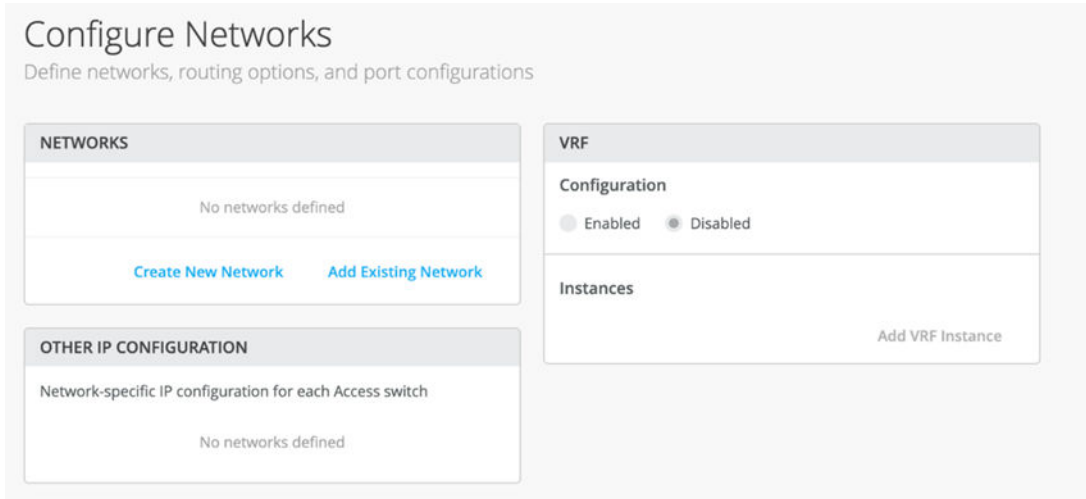 Configure Networks
Define networks, routing options, and port configurations
NETWORKS
No networks defined
Create New Network Add Existing Network
OTHER IP CONFIGURATION
Network-specific IP configuration for each Access switch
No networks defined
VRF
Configuration
Enabled Disabled
Instances
Add VRF Instance